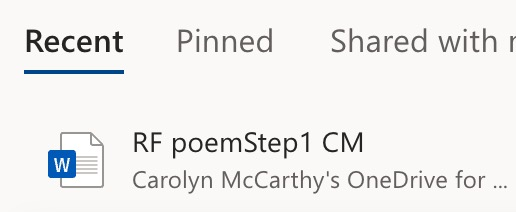 Recent Pinned Shared with
W RF poemStep1 CM
Carolyn McCarthy's OneDrive for ...